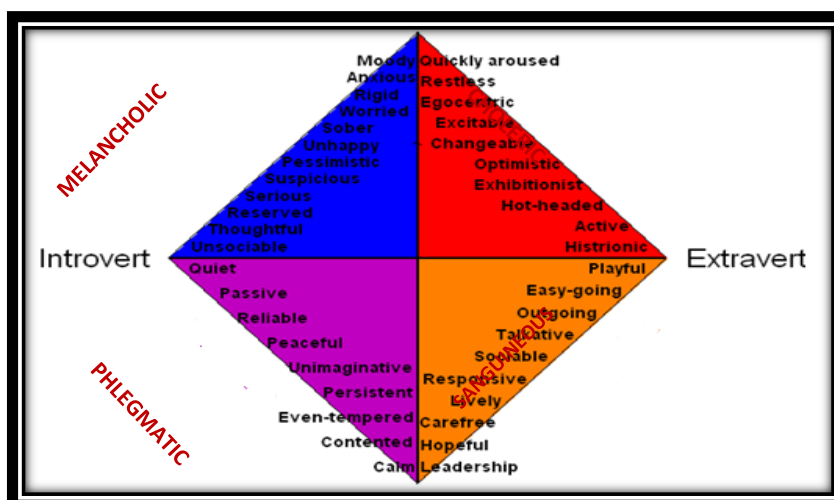 MELANCHOLIC
Moody
Anxious
Rigid
Worried
Sober
Unhappy
Pessimistic
Suspicious
Serious
Reserved
Thoughtful
Unsociable
CHOLERIC
Quickly aroused
Restless
Egocentric
Excitable
Changeable
Optimistic
Exhibitionist
Hot-headed
Active
Histrionic
Introvert
Extravert
PHLEGMATIC
Quiet
Passive
Reliable
Peaceful
Unimaginative
Persistent
Even-tempered
Contented
Calm
SANGUINEOUS
Playful
Easy-going
Outgoing
Talkative
Sociable
Responsive
Lively
Carefree
Hopeful
Leadership